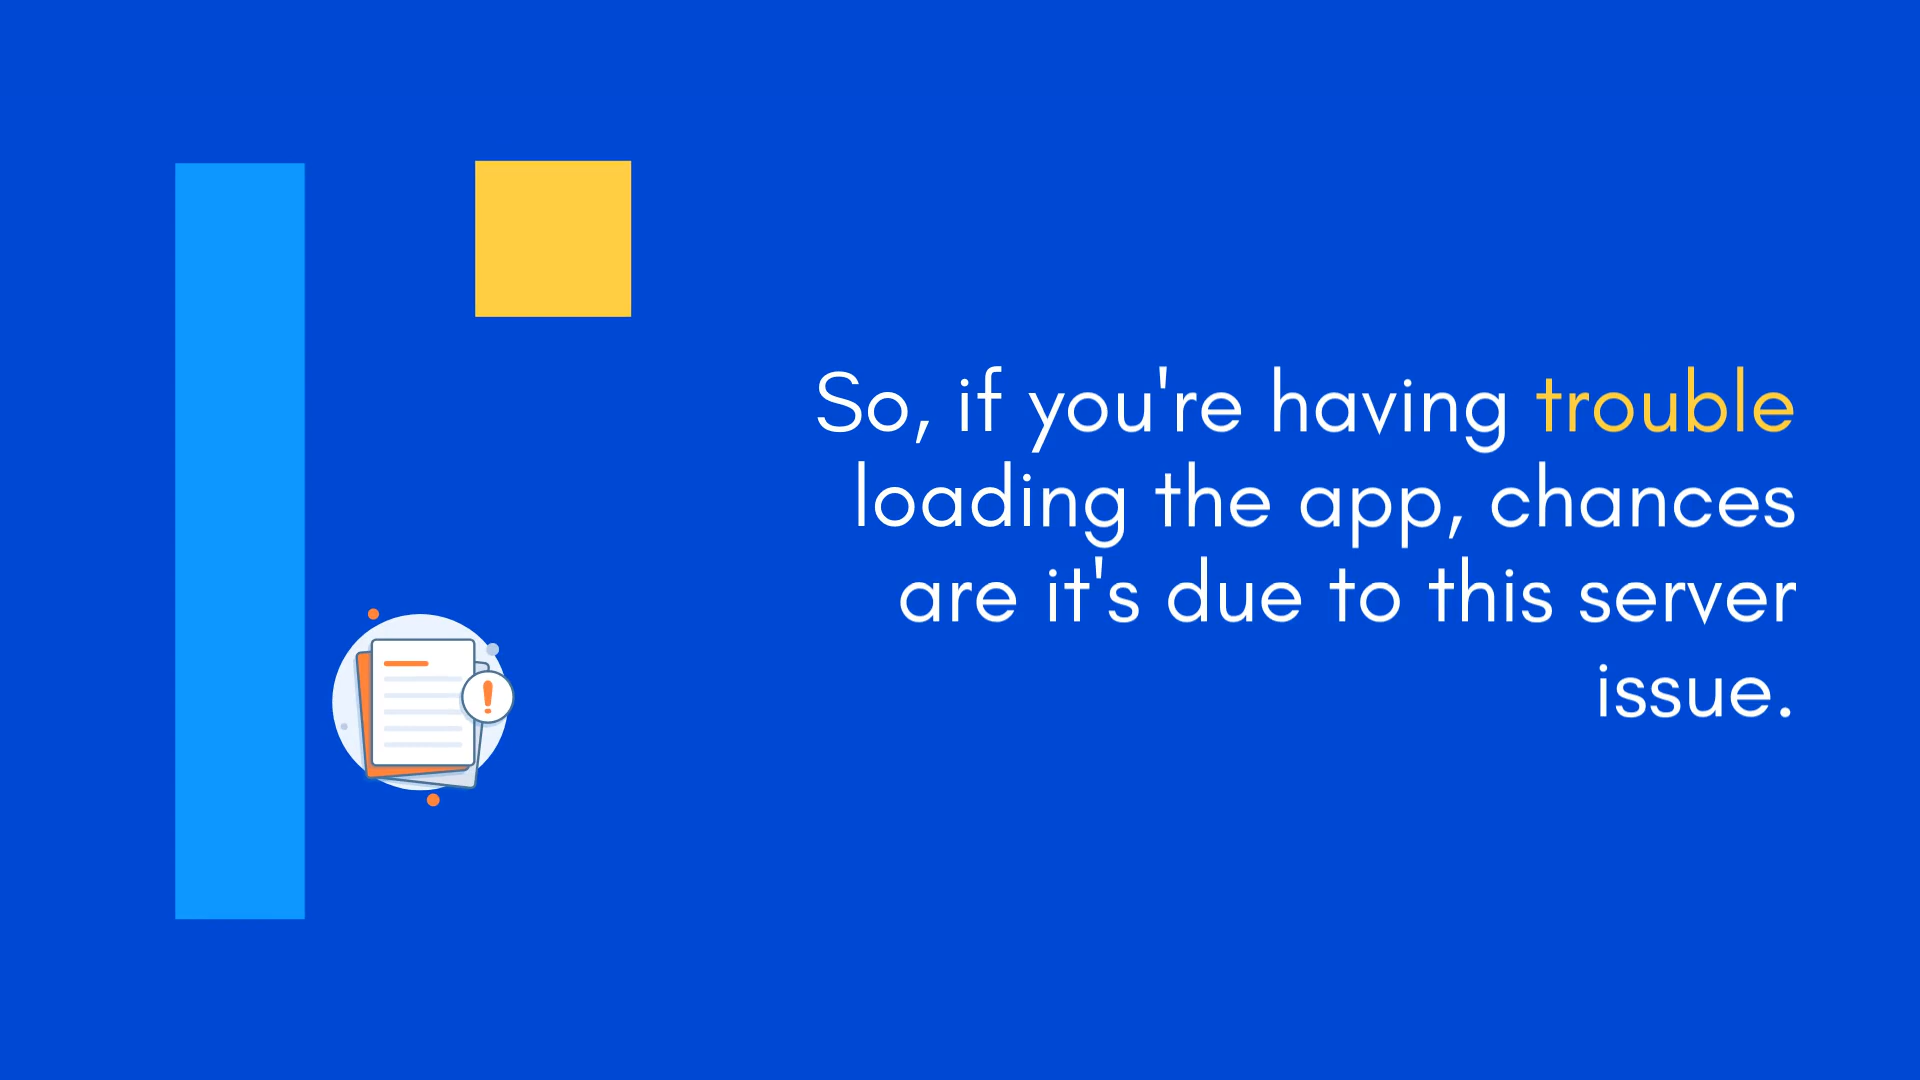 So, if you're having trouble
loading the app, chances
are it's due to this server
issue.